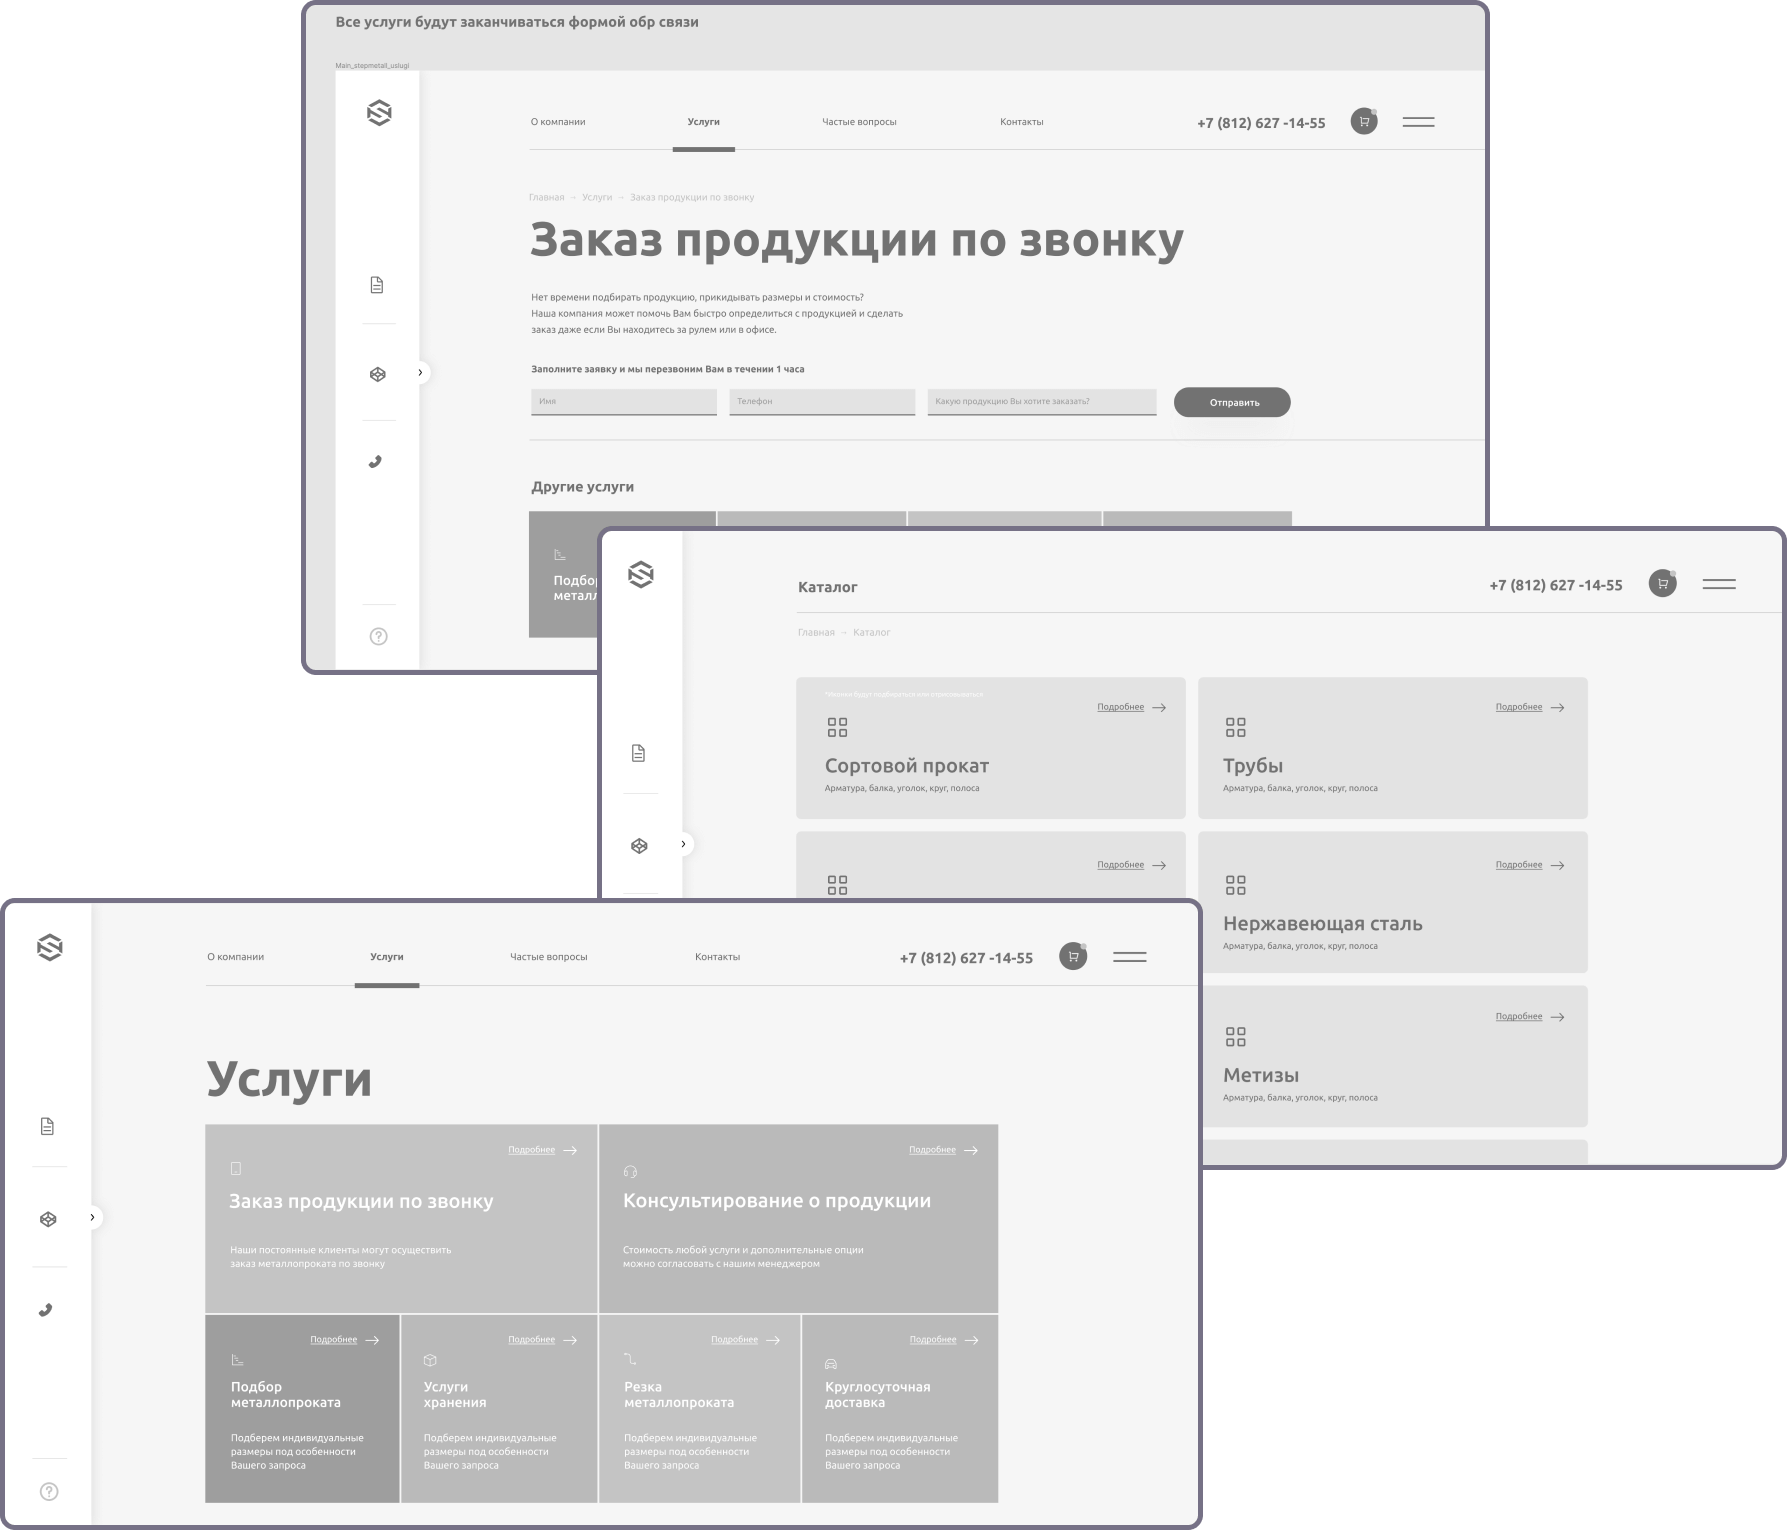 Все услуги будут заканчиваться формой обр связи
Main_stepmetall_uslugi
О компании
Услуги
Частые вопросы
Контакты
+7 (812) 627 -14-55
Главная → Услуги → Заказ продукции по звонку
Заказ продукции по звонку
Нет времени подбирать продукцию, прикидывать размеры и стоимость?
Наша компания может помочь Вам быстро определиться с продукцией и сделать
заказ даже если Вы находитесь за рулем или в офисе.
Заполните заявку и мы перезвоним Вам в течении 1 часа
Имя
Телефон
Какую продукцию Вы хотите заказать?
Отправить
Другие услуги
Подбор
метал
Каталог
+7 (812) 627 -14-55
Главная → Каталог
*Иконки будут подбираться или отрисовываться
Подробнее
Сортовой прокат
Арматура, балка, уголок, круг, полоса
Подробнее
Трубы
Арматура, балка, уголок, круг, полоса
Подробнее
Подробнее
Нержавеющая сталь
Арматура, балка, уголок, круг, полоса
Подробнее
Метизы
Арматура, балка, уголок, круг, полоса
О компании
Услуги
Частые вопросы
Контакты
+7 (812) 627 -14-55
Услуги
Подробнее
Заказ продукции по звонку
Наши постоянные клиенты могут осуществить
заказ металлопроката по звонку
Подробнее
Консультирование о продукции
Стоимость любой услуги и дополнительные опции
можно согласовать с нашим менеджером
Подробнее
Подбор
металлопроката
Подберем индивидуальные
размеры под особенности
Вашего запроса
Подробнее
Услуги
хранения
Подберем индивидуальные
размеры под особенности
Вашего запроса
Подробнее
Резка
металлопроката
Подберем индивидуальные
размеры под особенности
Вашего запроса
Подробнее
Круглосуточная
доставка
Подберем индивидуальные
размеры под особенности
Вашего запроса